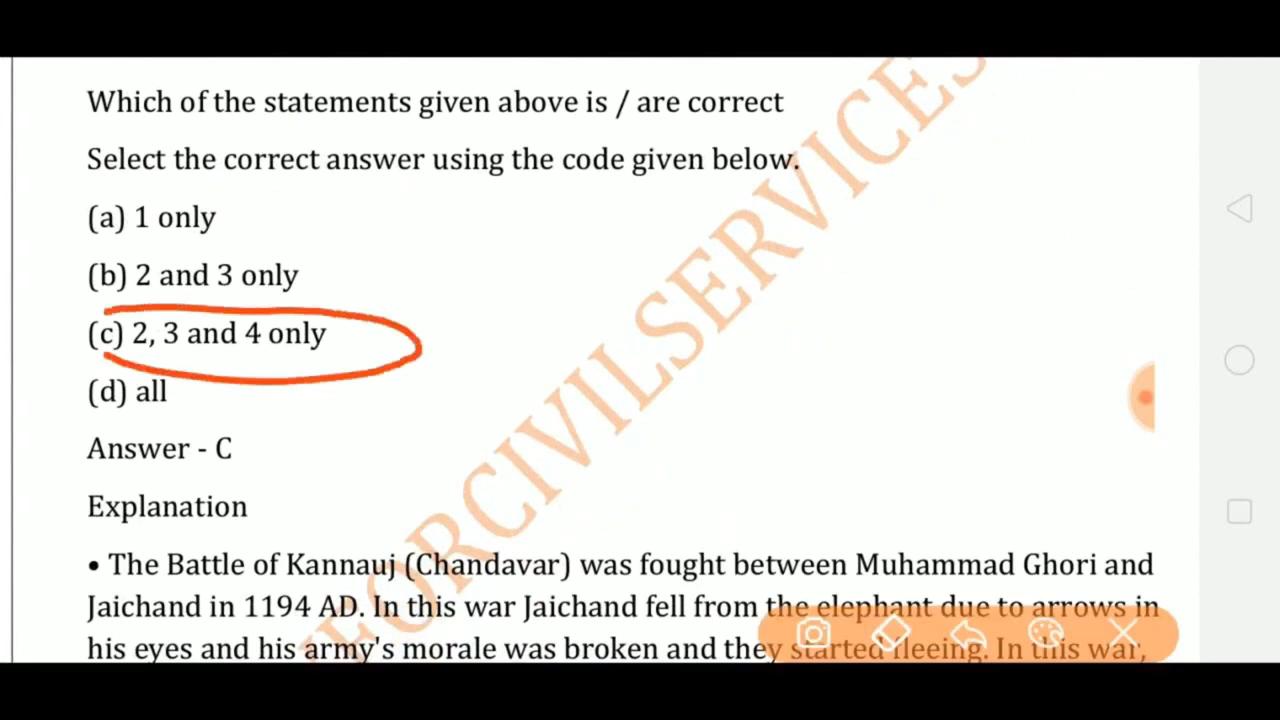 Which of the statements given above is / are correct
Select the correct answer using the code given below.
(a) 1 only
(b) 2 and 3 only
(c) 2, 3 and 4 only
(d) all
Answer - C
Explanation
• The Battle of Kannauj (Chandavar) was fought between Muhammad Ghori and
Jaichand in 1194 AD. In this war Jaichand fell from the elephant due to arrows in
his eyes and his army's morale was broken and they started fleeing. In this war,
FORCIVILSERVICES